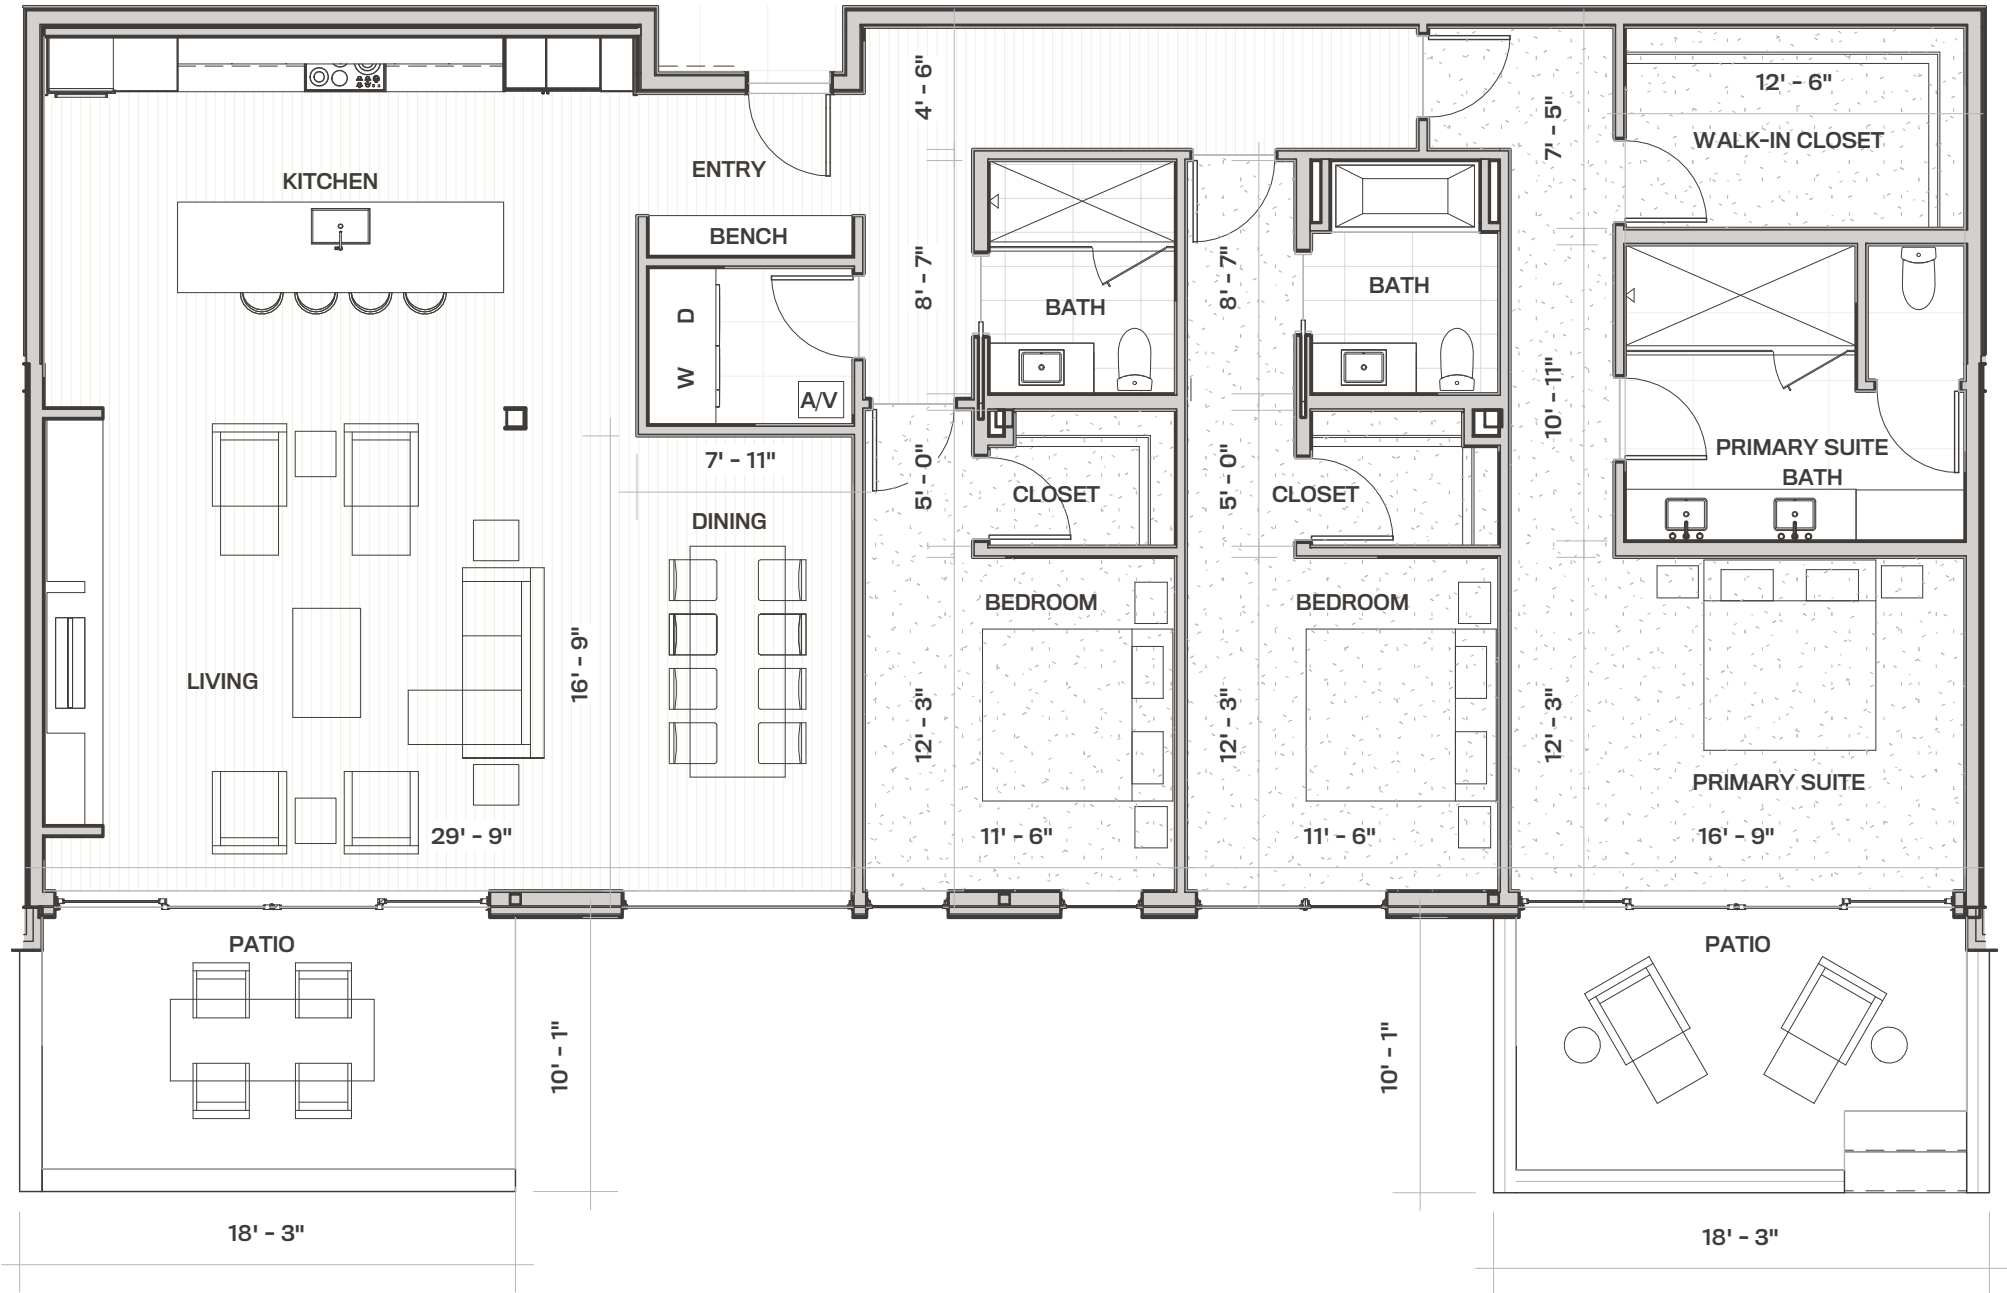 12' - 6"
4' - 6"
7' - 5"
WALK-IN CLOSET
ENTRY
KITCHEN
BENCH
8' - 7"
8' - 7"
BATH
BATH
D
W
A/V
10' - 11"
PRIMARY SUITE
BATH
7' - 11"
5' - 0"
5' - 0"
CLOSET
CLOSET
DINING
BEDROOM
BEDROOM
16' - 9"
LIVING
12' - 3"
12' - 3"
12' - 3"
PRIMARY SUITE
29' - 9"
11' - 6"
11' - 6"
16' - 9"
PATIO
PATIO
10' - 1"
10' - 1"
18' - 3"
18' - 3"